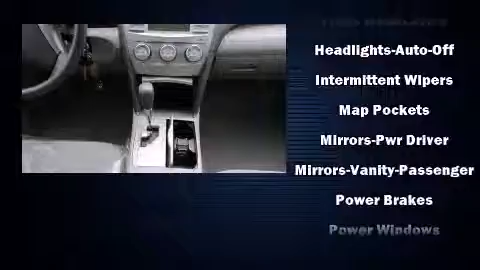 Headlights-Auto-Off
Intermittent Wipers
Map Pockets
Mirrors-Pwr Driver
Mirrors-Vanity-Passenger
Power Brakes
Power Windows